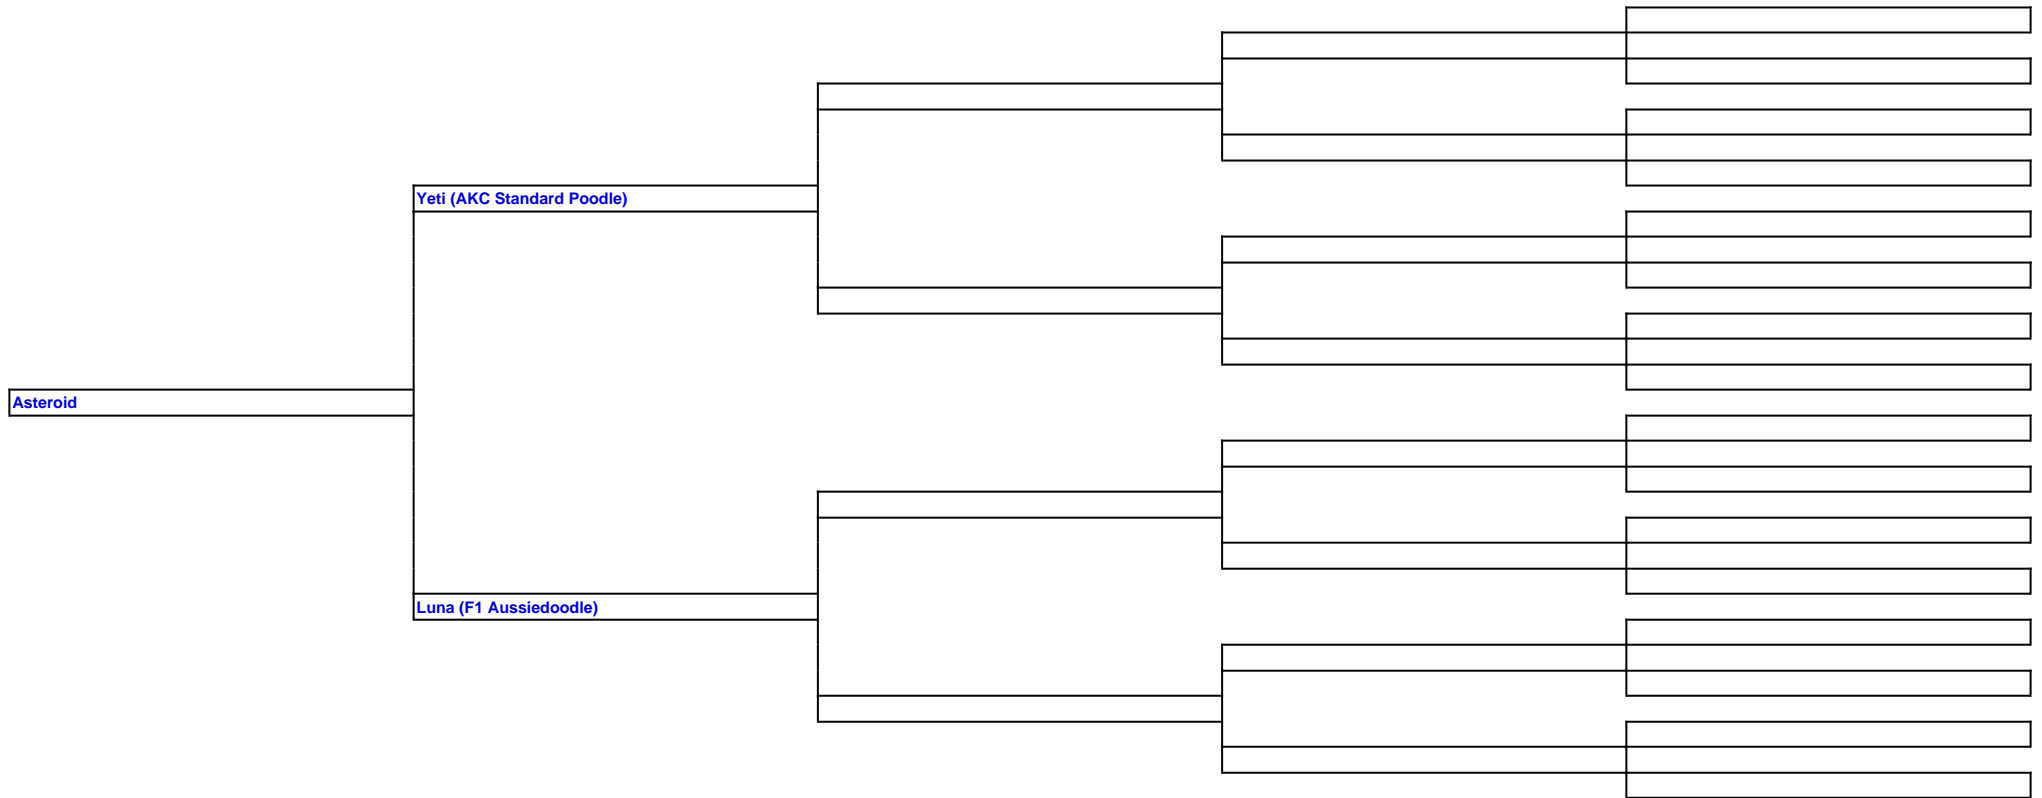 Yeti (AKC Standard Poodle)
Asteroid
Luna (F1 Aussiedoodle)